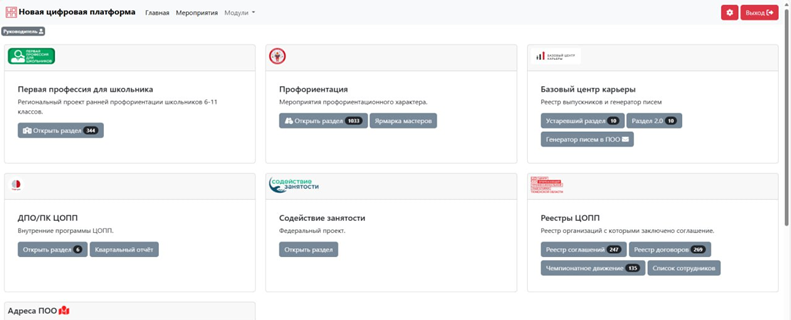 Новая цифровая платформа Главная Мероприятия Модули Выход
Руководитель
ПЕРВАЯ
ПРОФЕССИЯ
ДЛЯ
ШКОЛЬНИКОВ
БАЗОВЫЙ ЦЕНТР
КАРЬЕРЫ
Первая профессия для школьника
Региональный проект ранней профориентации школьников 6-11
классов.
Открыть раздел 344
Профориентация
Мероприятия профориентационного характера.
Открыть раздел 1033 Ярмарка мастеров
Базовый центр карьеры
Реестр выпускников и генератор писем
Устаревший раздел 10 Раздел 2.0 10
Генератор писем в ПОО
содействие
занятости
ДПО/ПК ЦОПП
Внутренние программы ЦОПП.
Открыть раздел 6 Квартальный отчёт
Содействие занятости
Федеральный проект.
Открыть раздел
Реестры ЦОПП
Реестр организаций с которыми заключено соглашение.
Реестр соглашений 247 Реестр договоров 269
Чемпионатное движение 135 Список сотрудников
Адреса ПОО